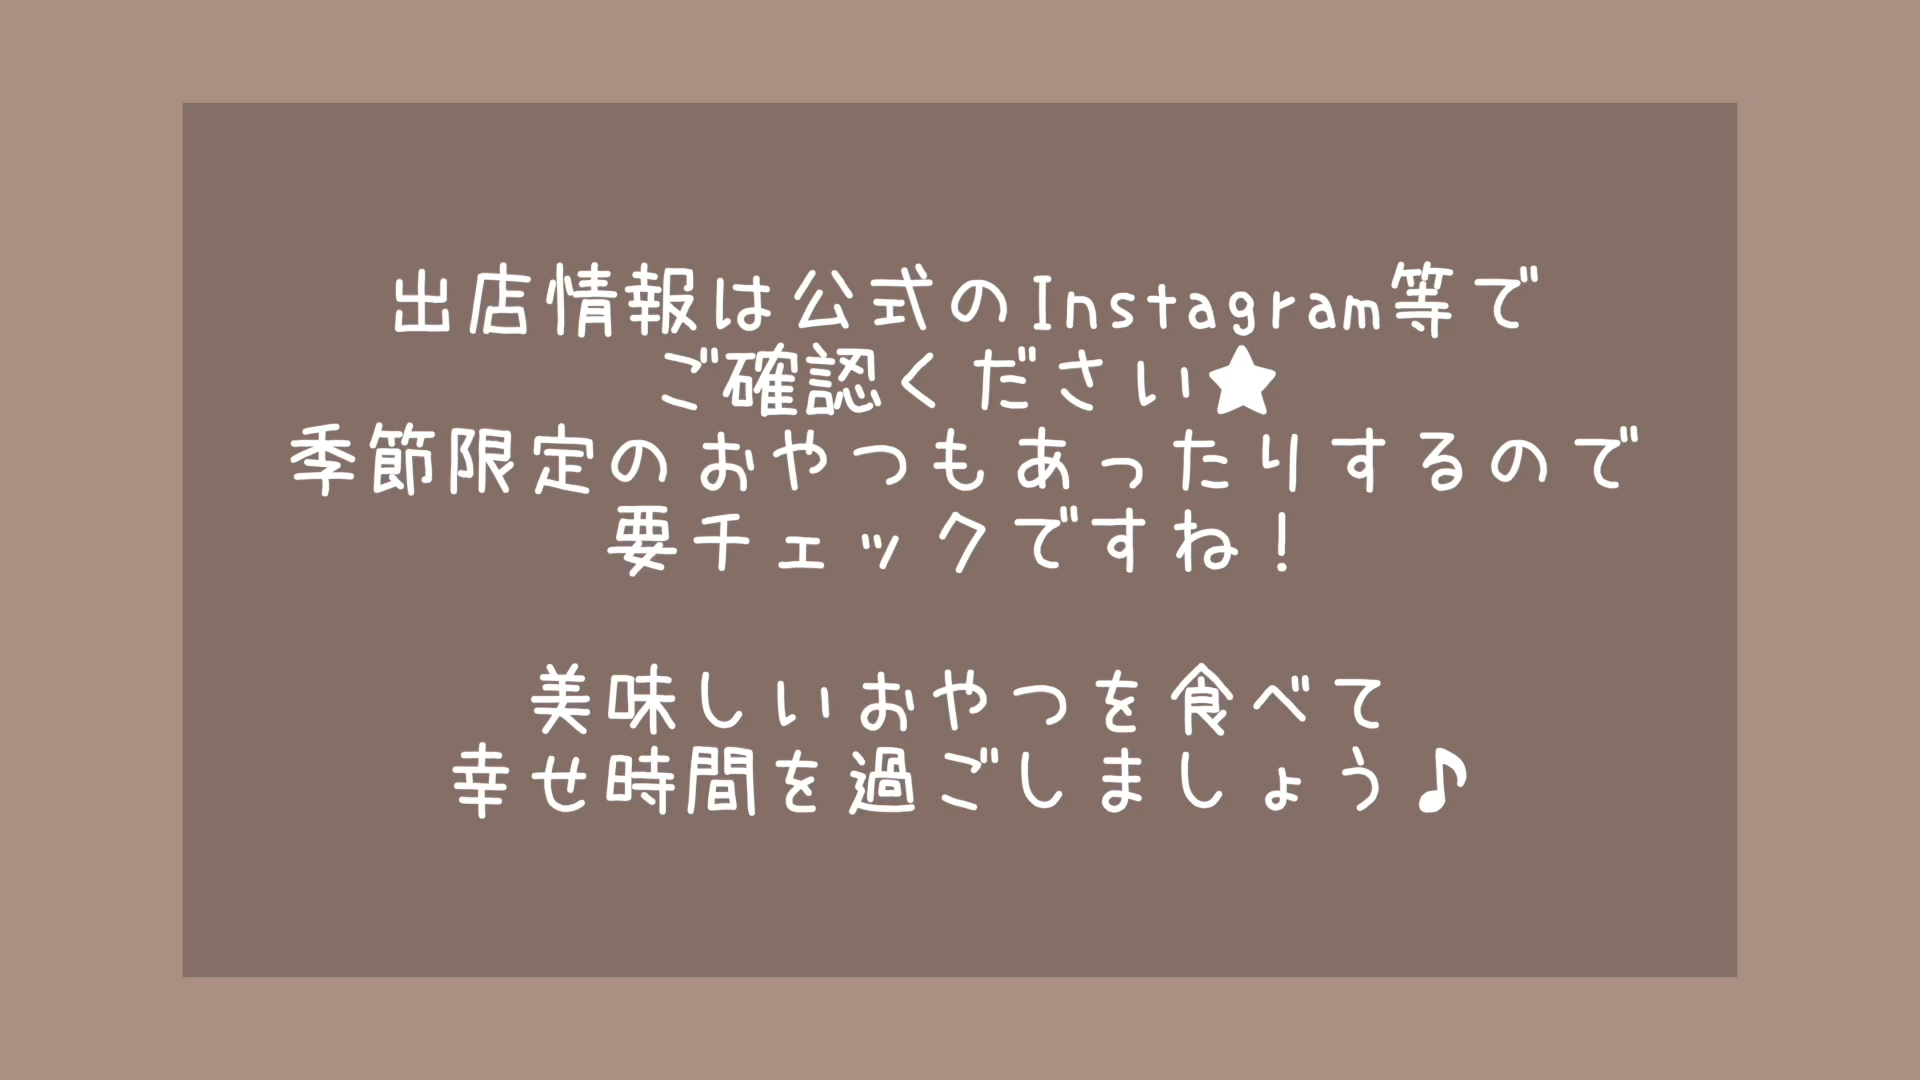 出店情報は公式のInstagram等で
ご確認ください★
季節限定のおやつもあったりするので
要チェックですね！
美味しいおやつを食べて
幸せ時間を過ごしましょう♪